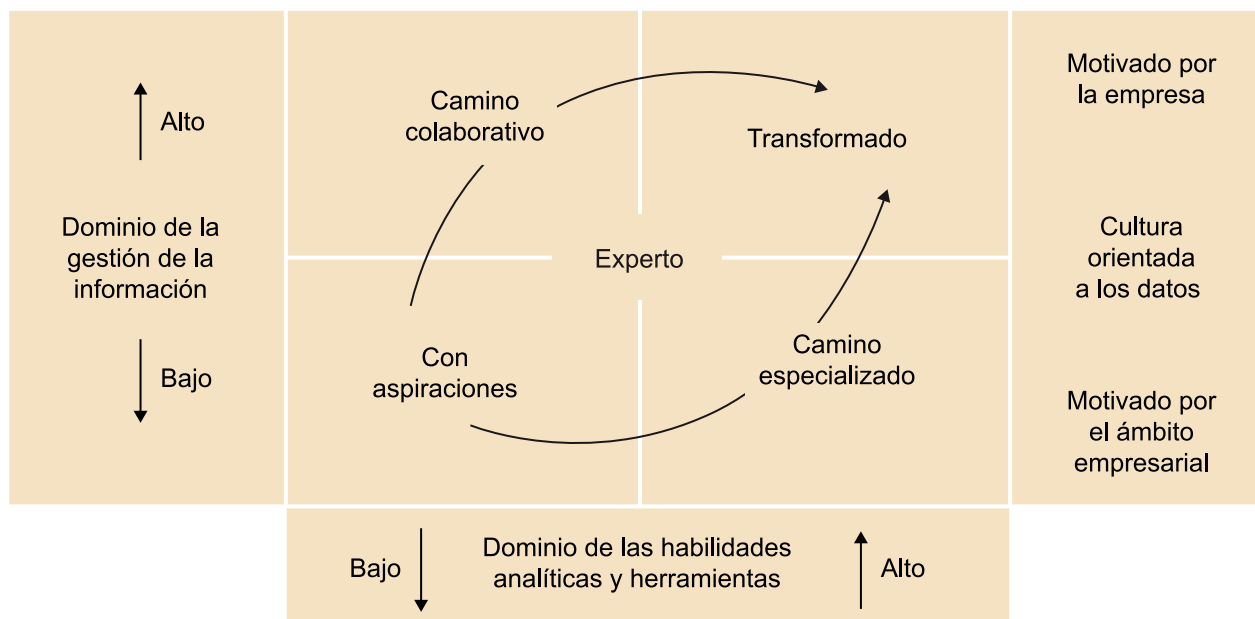 Alto
Dominio de la
gestión de la
información
Bajo
Camino
colaborativo
Transformado
Experto
Con
aspiraciones
Camino
especializado
Motivado por
la empresa
Cultura
orientada
a los datos
Motivado por
el ámbito
empresarial
Bajo
Dominio de las habilidades
analíticas y herramientas
Alto